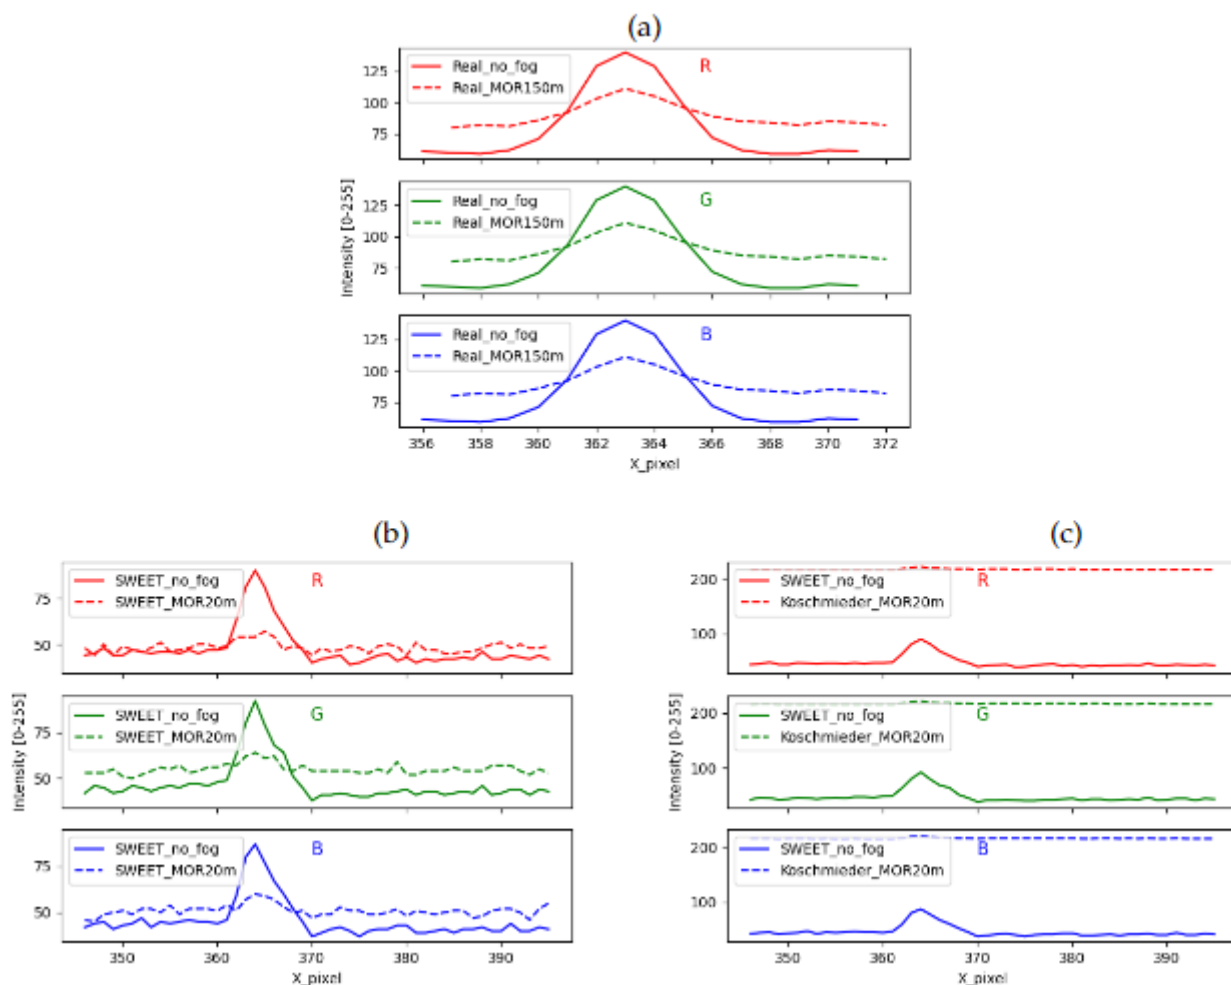 (a)
Real_no_fog
Real_MOR150m
R
125
100
75
Real_no_fog
Real_MOR150m
G
125
100
75
Intensity [0-255]
Real_no_fog
Real_MOR150m
B
125
100
75
356 358 360 362 364 366 368 370 372
X_pixel
(b)
SWEET_no_fog
SWEET_MOR20m
R
75
50
SWEET_no_fog
SWEET_MOR20m
G
75
50
Intensity [0-255]
SWEET_no_fog
SWEET_MOR20m
B
75
50
350 360 370 380 390
X_pixel
(c)
SWEET_no_fog
Koschmieder_MOR20m
R
200
100
SWEET_no_fog
Koschmieder_MOR20m
G
200
100
Intensity [0-255]
SWEET_no_fog
Koschmieder_MOR20m
B
200
100
350 360 370 380 390
X_pixel